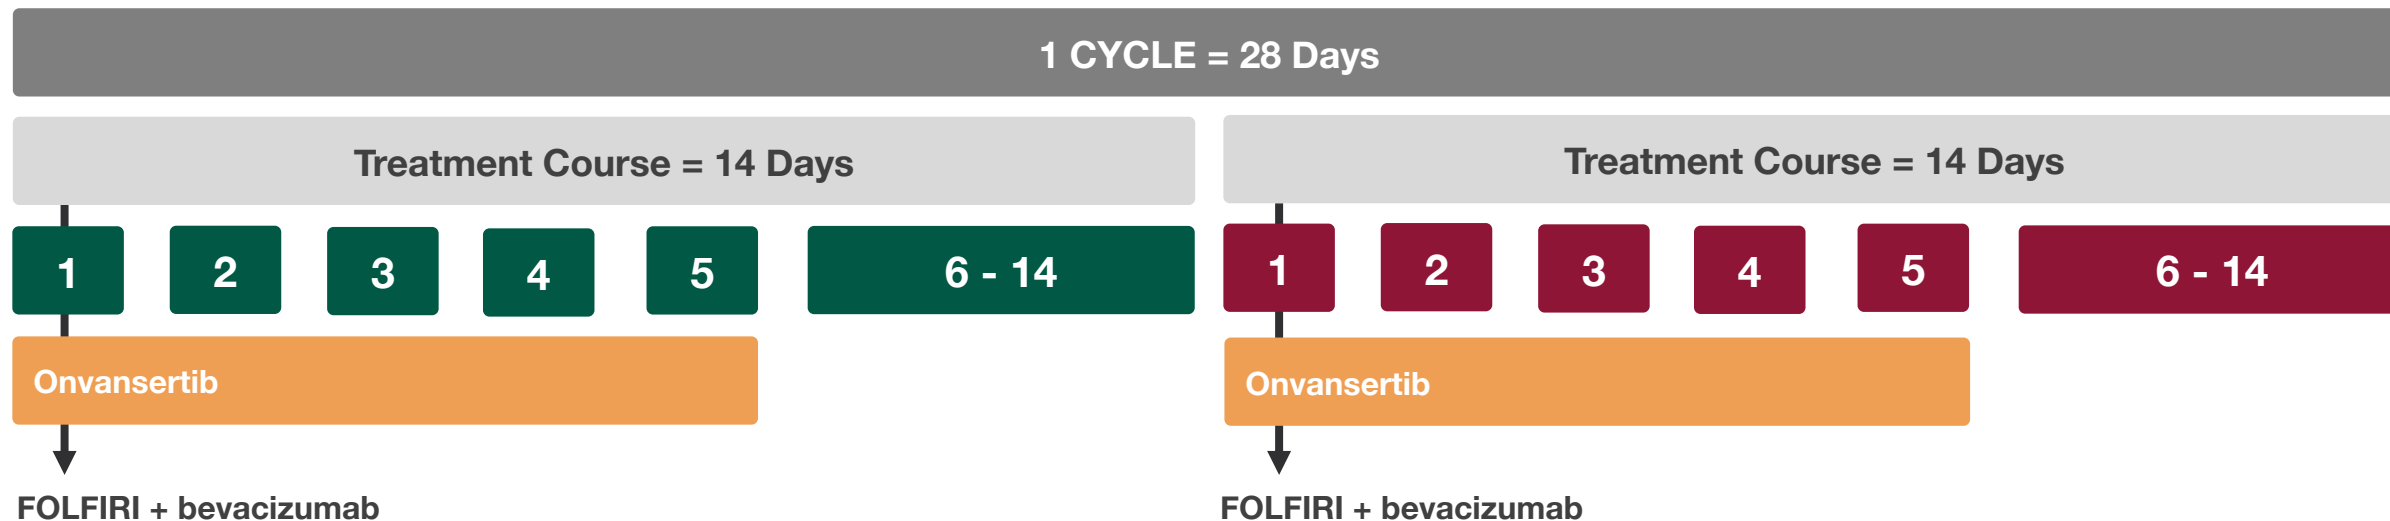 1 CYCLE = 28 Days
Treatment Course = 14 Days
Treatment Course = 14 Days
1 2 3 4 5 6 - 14
1 2 3 4 5 6 - 14
Onvansertib
Onvansertib
FOLFIRI + bevacizumab
FOLFIRI + bevacizumab